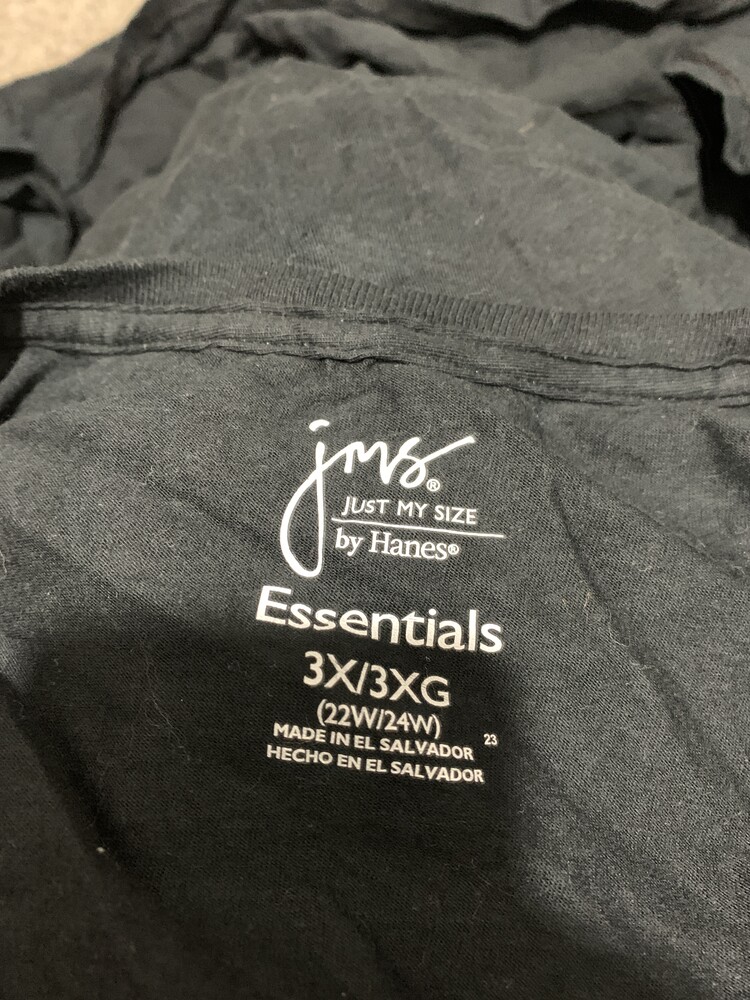 jms®
JUST MY SIZE
by Hanes®
Essentials
3X/3XG
(22W/24W)
MADE IN EL SALVADOR 23
HECHO EN EL SALVADOR